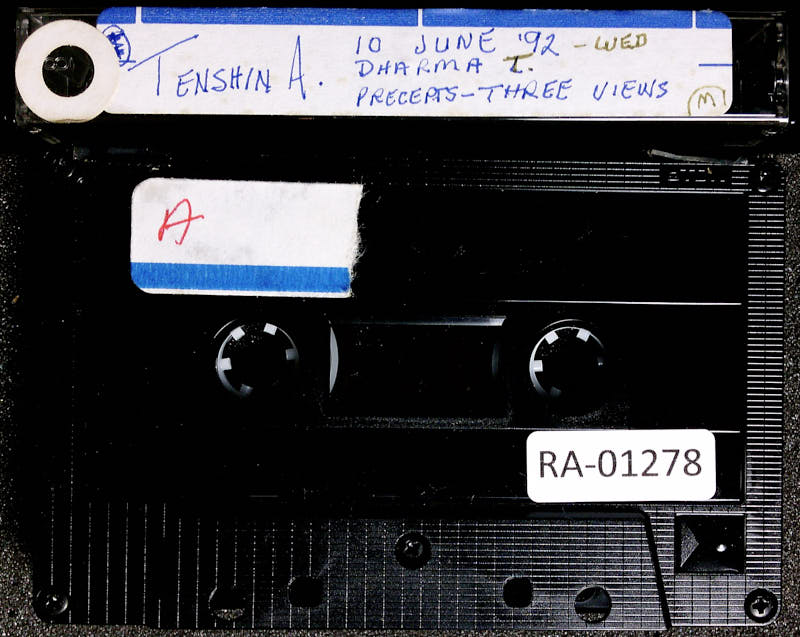 TENSHIN A.
10 JUNE '92 - WED
DHARMA T.
PRECEPTS - THREE VIEWS
M
A
RA-01278